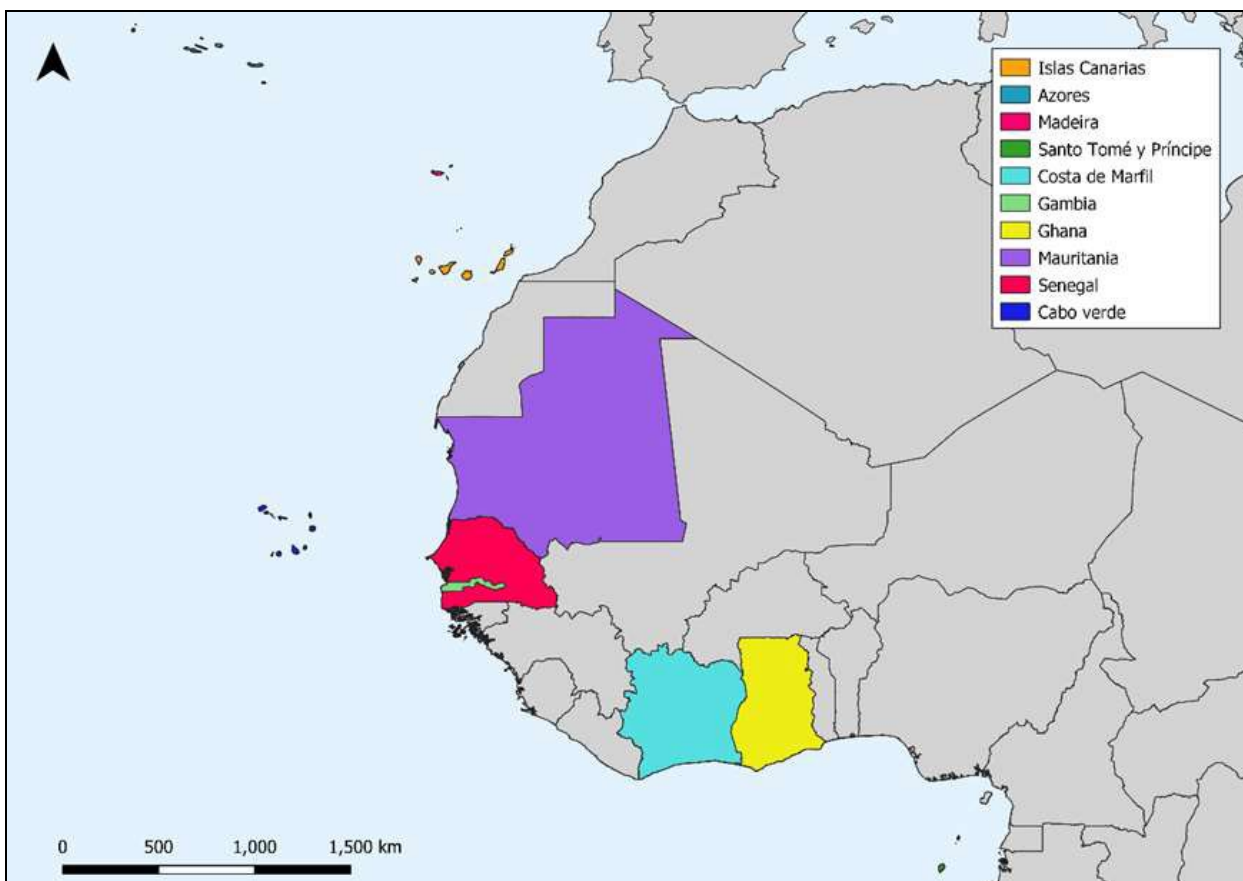 Islas Canarias
Azores
Madeira
Santo Tomé y Príncipe
Costa de Marfil
Gambia
Ghana
Mauritania
Senegal
Cabo verde
0 500 1,000 1,500 km